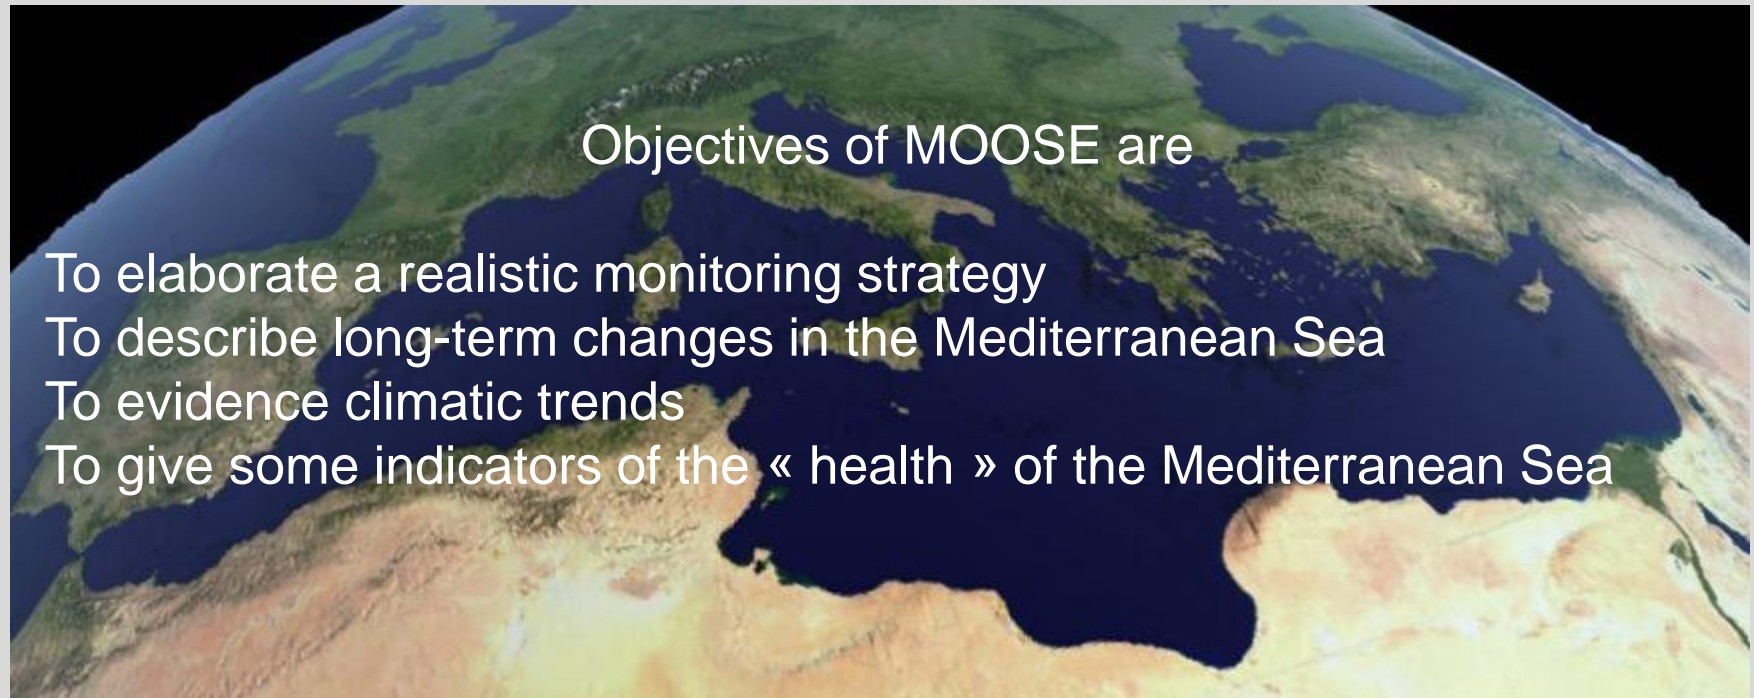 Objectives of MOOSE are
To elaborate a realistic monitoring strategy
To describe long-term changes in the Mediterranean Sea
To evidence climatic trends
To give some indicators of the « health » of the Mediterranean Sea